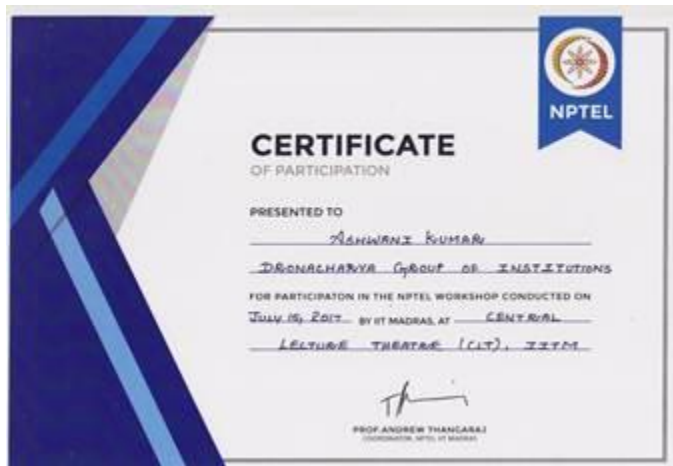 NPTEL
CERTIFICATE
OF PARTICIPATION
PRESENTED TO
ASHWANI KUMAR
DRONACHARYA GROUP OF INSTITUTIONS
FOR PARTICIPATON IN THE NPTEL WORKSHOP CONDUCTED ON
JULY 15, 2017 BY IIT MADRAS, AT CENTRAL
LECTURE THEATRE (CLT), IITM
PROF.ANDREW THANGARAJ
COORDINATOR, NPTEL, IIT MADRAS